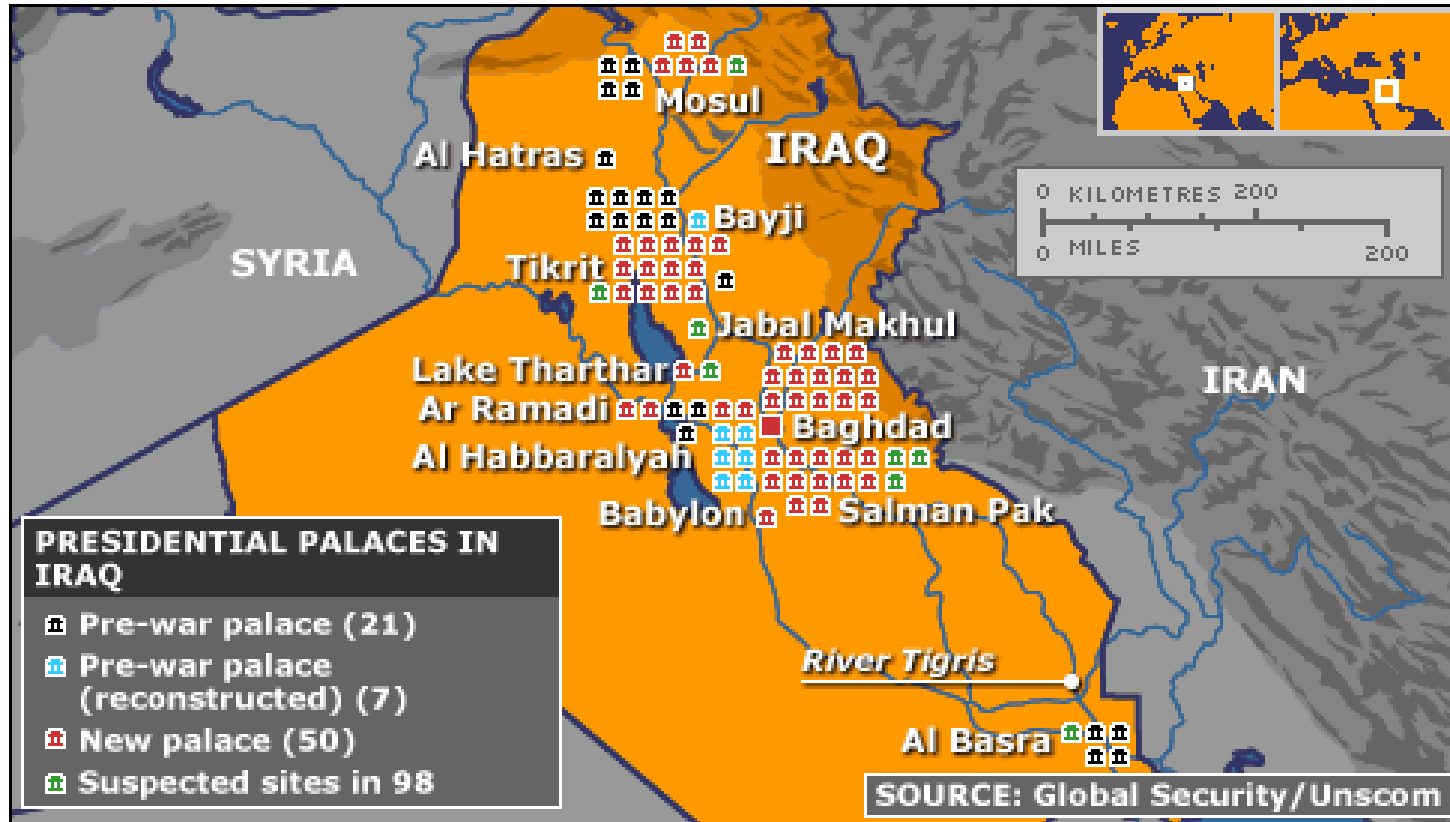 Mosul
Al Hatras
IRAQ
0 KILOMETRES 200
0 MILES 200
Bayji
SYRIA
Tikrit
Jabal Makhul
Lake Tharthar
IRAN
Ar Ramadi
Baghdad
Al Habbaralyah
Babylon
Salman Pak
PRESIDENTIAL PALACES IN
IRAQ
Pre-war palace (21)
Pre-war palace
(reconstructed) (7)
New palace (50)
Suspected sites in 98
River Tigris
Al Basra
SOURCE: Global Security/Unscom